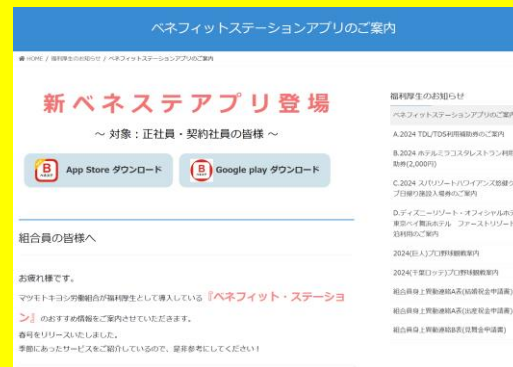 ベネフィットステーションアプリのご案内
HOME / 福利厚生のお知らせ / ベネフィットステーションアプリのご案内
新ベネステアプリ登場
～ 対象：正社員・契約社員の皆様 ～
App Store ダウンロード
Google play ダウンロード
組合員の皆様へ
お疲れ様です。
マツモトキヨシ労働組合が福利厚生として導入している『ベネフィット・ステーショ
ン』のおすすめ情報をご案内させていただきます。
春号をリリースいたしました。
季節にあったサービスをご紹介しているので、是非参考にしてください！
福利厚生のお知らせ
ベネフィットステーションアプリのご案内
A.2024 TDL/TDS利用補助券のご案内
B.2024 ホテルミラコスタレストラン利用
助券(2,000円)
C.2024 スパリゾートハワイアンズ
プ日帰り施設入場券のご案内
D.ディズニーリゾート・オフィシャルホテ
東京ベイ舞浜ホテル ファーストリゾート
泊利用のご案内
2024(巨人)プロ野球観戦案内
2024(千葉ロッテ)プロ野球観戦案内
組合員身上異動連絡A表(結婚祝金申請書)
組合員身上異動連絡A表(出産祝金申請書)
組合員身上異動連絡B表(見舞金申請書)